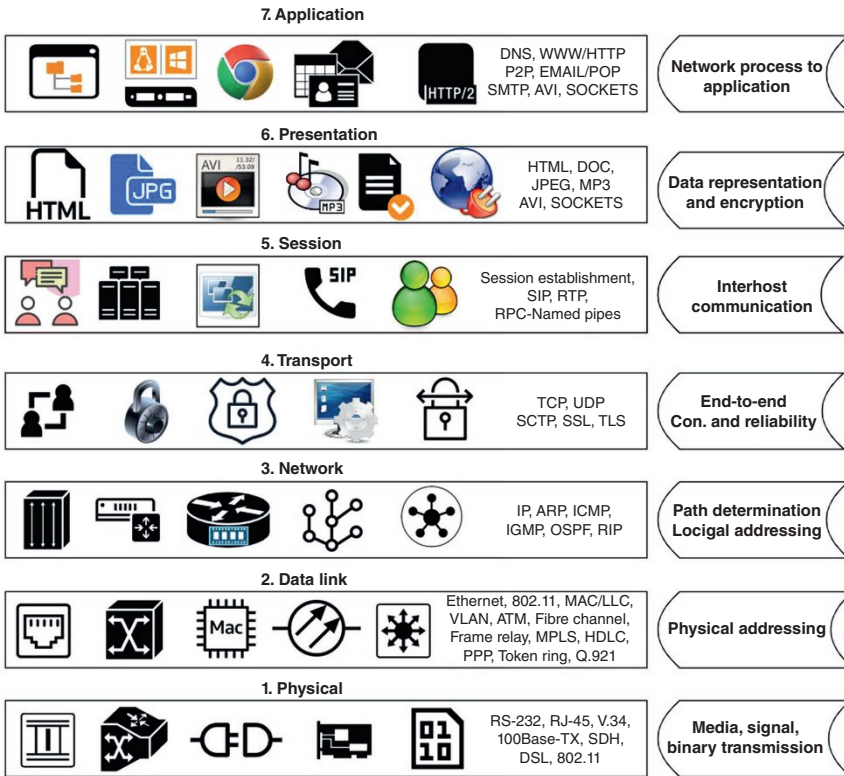 7. Application
HTTP/2
DNS, WWW/HTTP
P2P, EMAIL/POP
SMTP, AVI, SOCKETS
Network process to
application
6. Presentation
HTML
JPG
AVI
11.32/
/53.09
MP3
HTML, DOC,
JPEG, MP3
AVI, SOCKETS
Data representation
and encryption
5. Session
SIP
Session establishment,
SIP, RTP,
RPC-Named pipes
Interhost
communication
4. Transport
TCP, UDP
SCTP, SSL, TLS
End-to-end
Con. and reliability
3. Network
IP, ARP, ICMP,
IGMP, OSPF, RIP
Path determination
Locigal addressing
2. Data link
Mac
Ethernet, 802.11, MAC/LLC,
VLAN, ATM, Fibre channel,
Frame relay, MPLS, HDLC,
PPP, Token ring, Q.921
Physical addressing
1. Physical
01
10
RS-232, RJ-45, V.34,
100Base-TX, SDH,
DSL, 802.11
Media, signal,
binary transmission